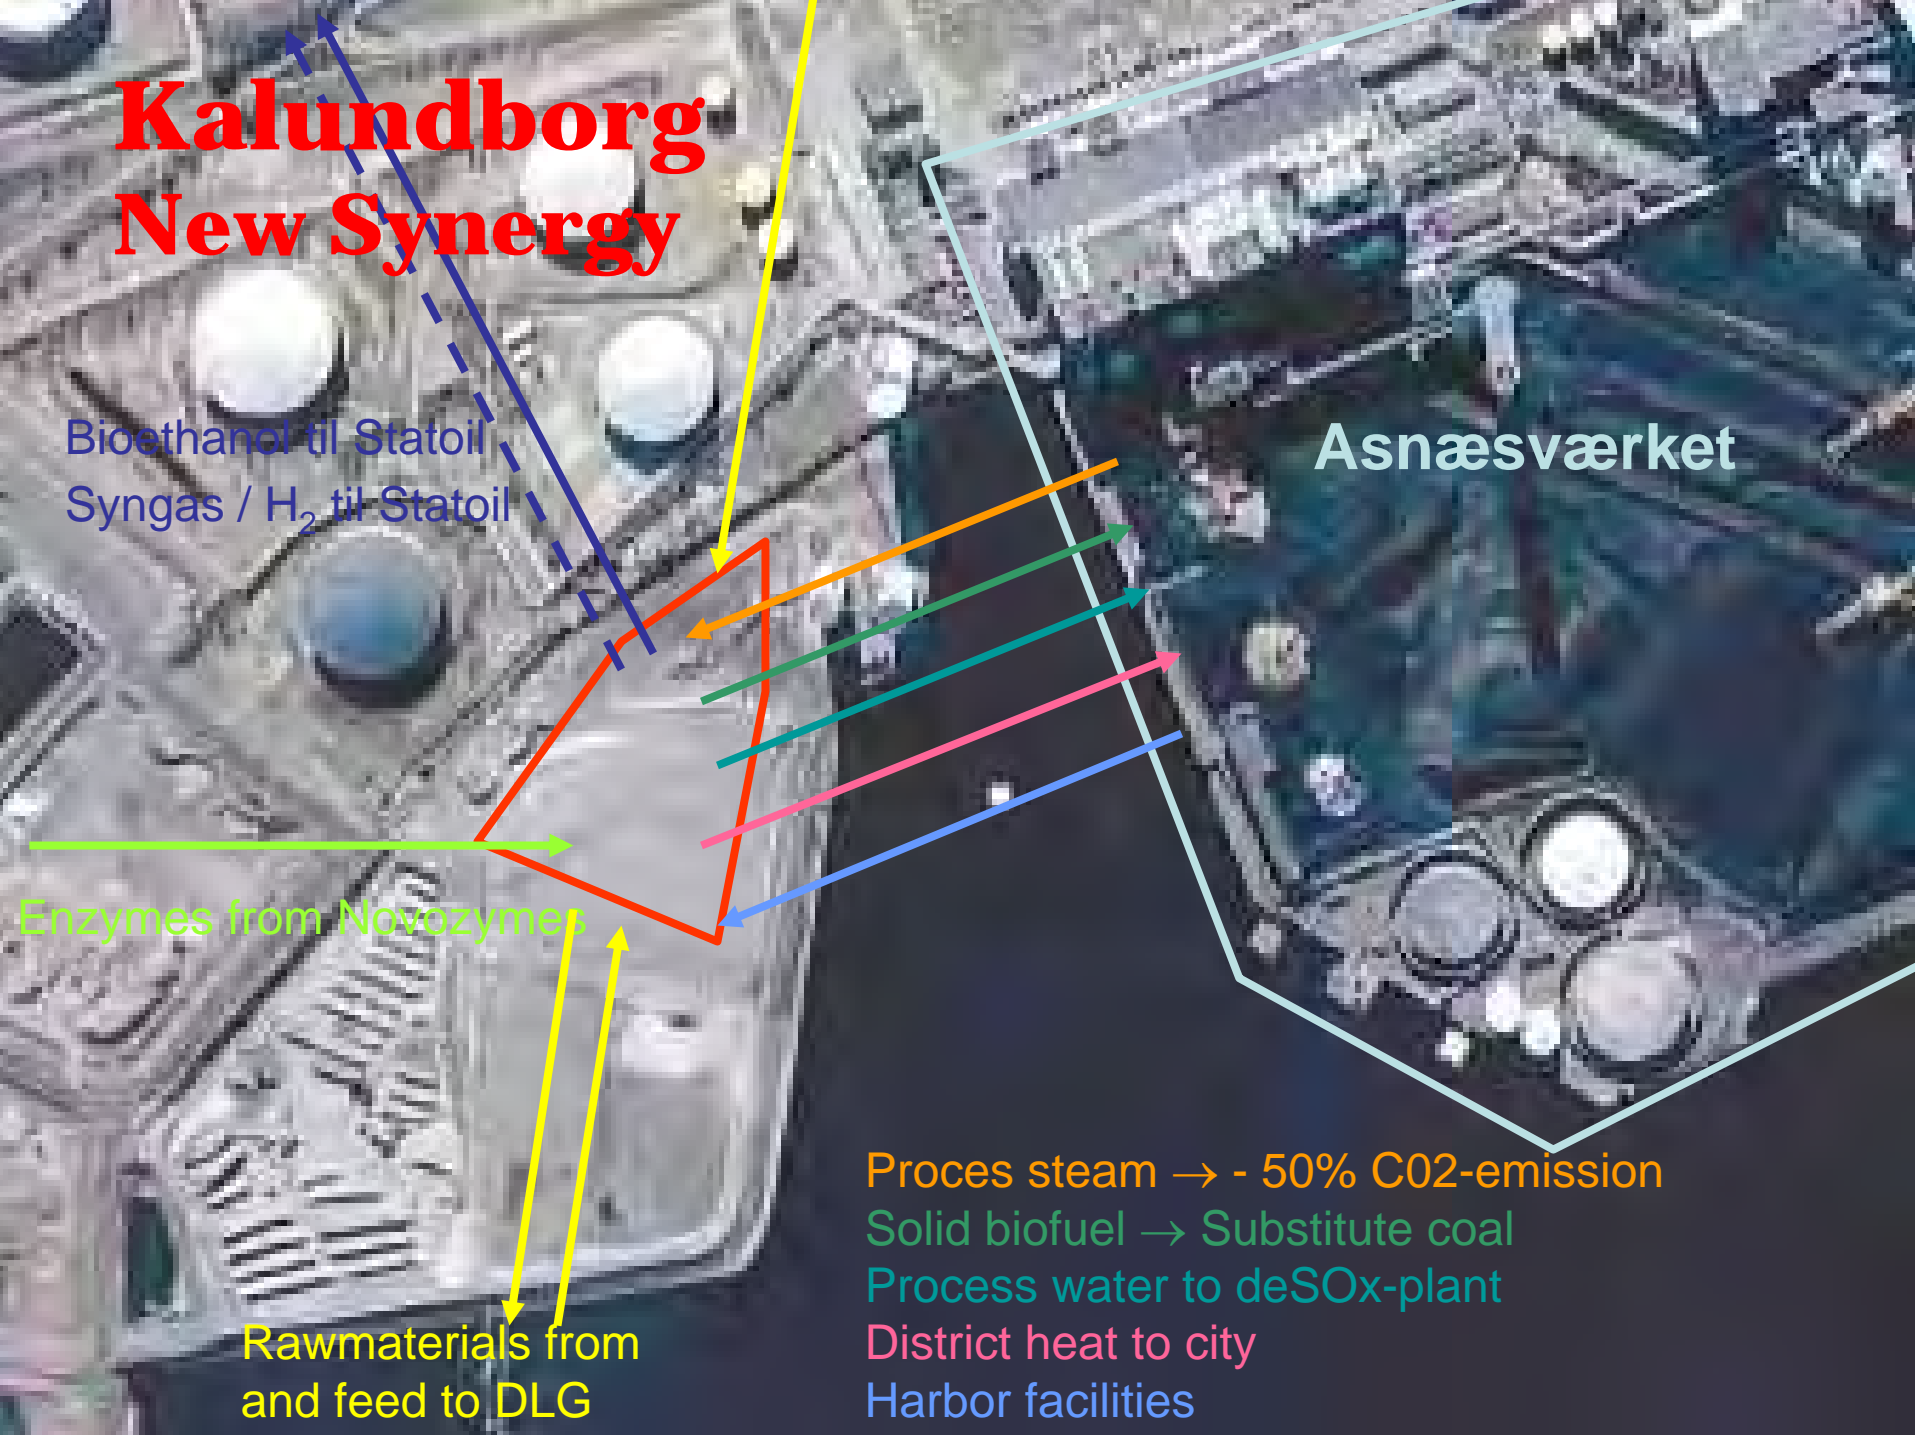 Kalundborg
New Synergy
Bioethanol til Statoil
Syngas / H₂ til Statoil
Asnæsværket
Enzymes from Novozymes
Rawmaterials from
and feed to DLG
Proces steam → - 50% C02-emission
Solid biofuel → Substitute coal
Process water to deSOx-plant
District heat to city
Harbor facilities